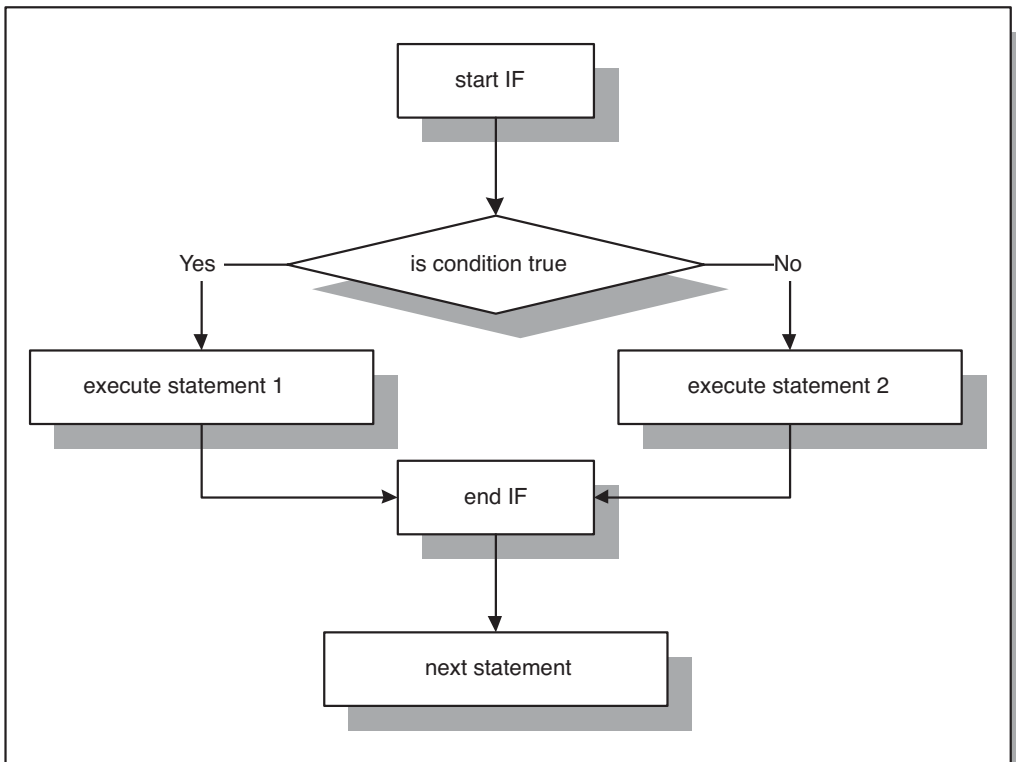 start IF
Yes
is condition true
No
execute statement 1
execute statement 2
end IF
next statement